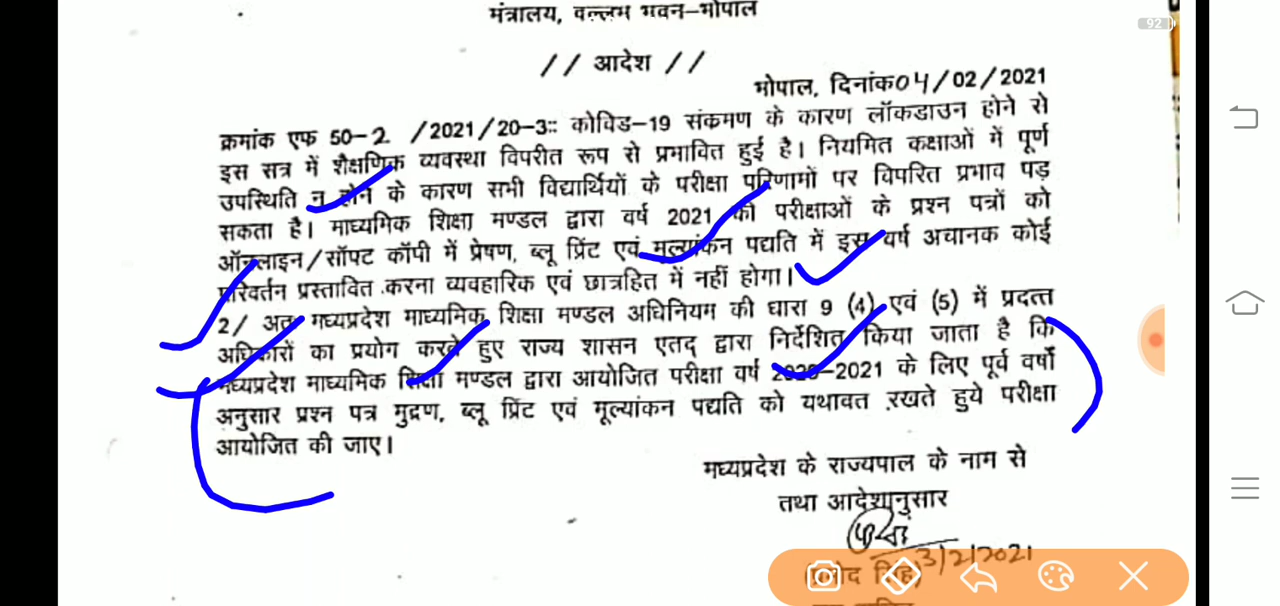 मंत्रालय, वल्लभ भवन–भोपाल
92
// आदेश //
भोपाल, दिनांक04/02/2021
क्रमांक एफ 50–2 /2021/20–3:: कोविड–19 संक्रमण के कारण लॉकडाउन होने से
इस सत्र में शैक्षणिक व्यवस्था विपरीत रूप से प्रभावित हुई है। नियमित कक्षाओं में पूर्ण
उपस्थिति न होने के कारण सभी विद्यार्थियों के परीक्षा परिणामों पर विपरित प्रभाव पड़
सकता है। माध्यमिक शिक्षा मण्डल द्वारा वर्ष 2021 की परीक्षाओं के प्रश्न पत्रों को
ऑनलाइन/सॉपट कॉपी में प्रेषण, ब्लू प्रिंट एवं मूल्यांकन पद्यति में इस वर्ष अचानक कोई
परिवर्तन प्रस्तावित करना व्यवहारिक एवं छात्रहित में नहीं होगा।
2/ अतः मध्यप्रदेश माध्यमिक शिक्षा मण्डल अधिनियम की धारा 9 (4) एवं (5) में प्रदत्त
अधिकारों का प्रयोग करते हुए राज्य शासन एतद् द्वारा निर्देशित किया जाता है कि
मध्यप्रदेश माध्यमिक शिक्षा मण्डल द्वारा आयोजित परीक्षा वर्ष 2020–2021 के लिए पूर्व वर्षो
अनुसार प्रश्न पत्र मुद्रण, ब्लू प्रिंट एवं मूल्यांकन पद्यति को यथावत रखते हुये परीक्षा
आयोजित की जाए।
मध्यप्रदेश के राज्यपाल के नाम से
तथा आदेशानुसार
3/2/2021
(प्रमोद सिंह)